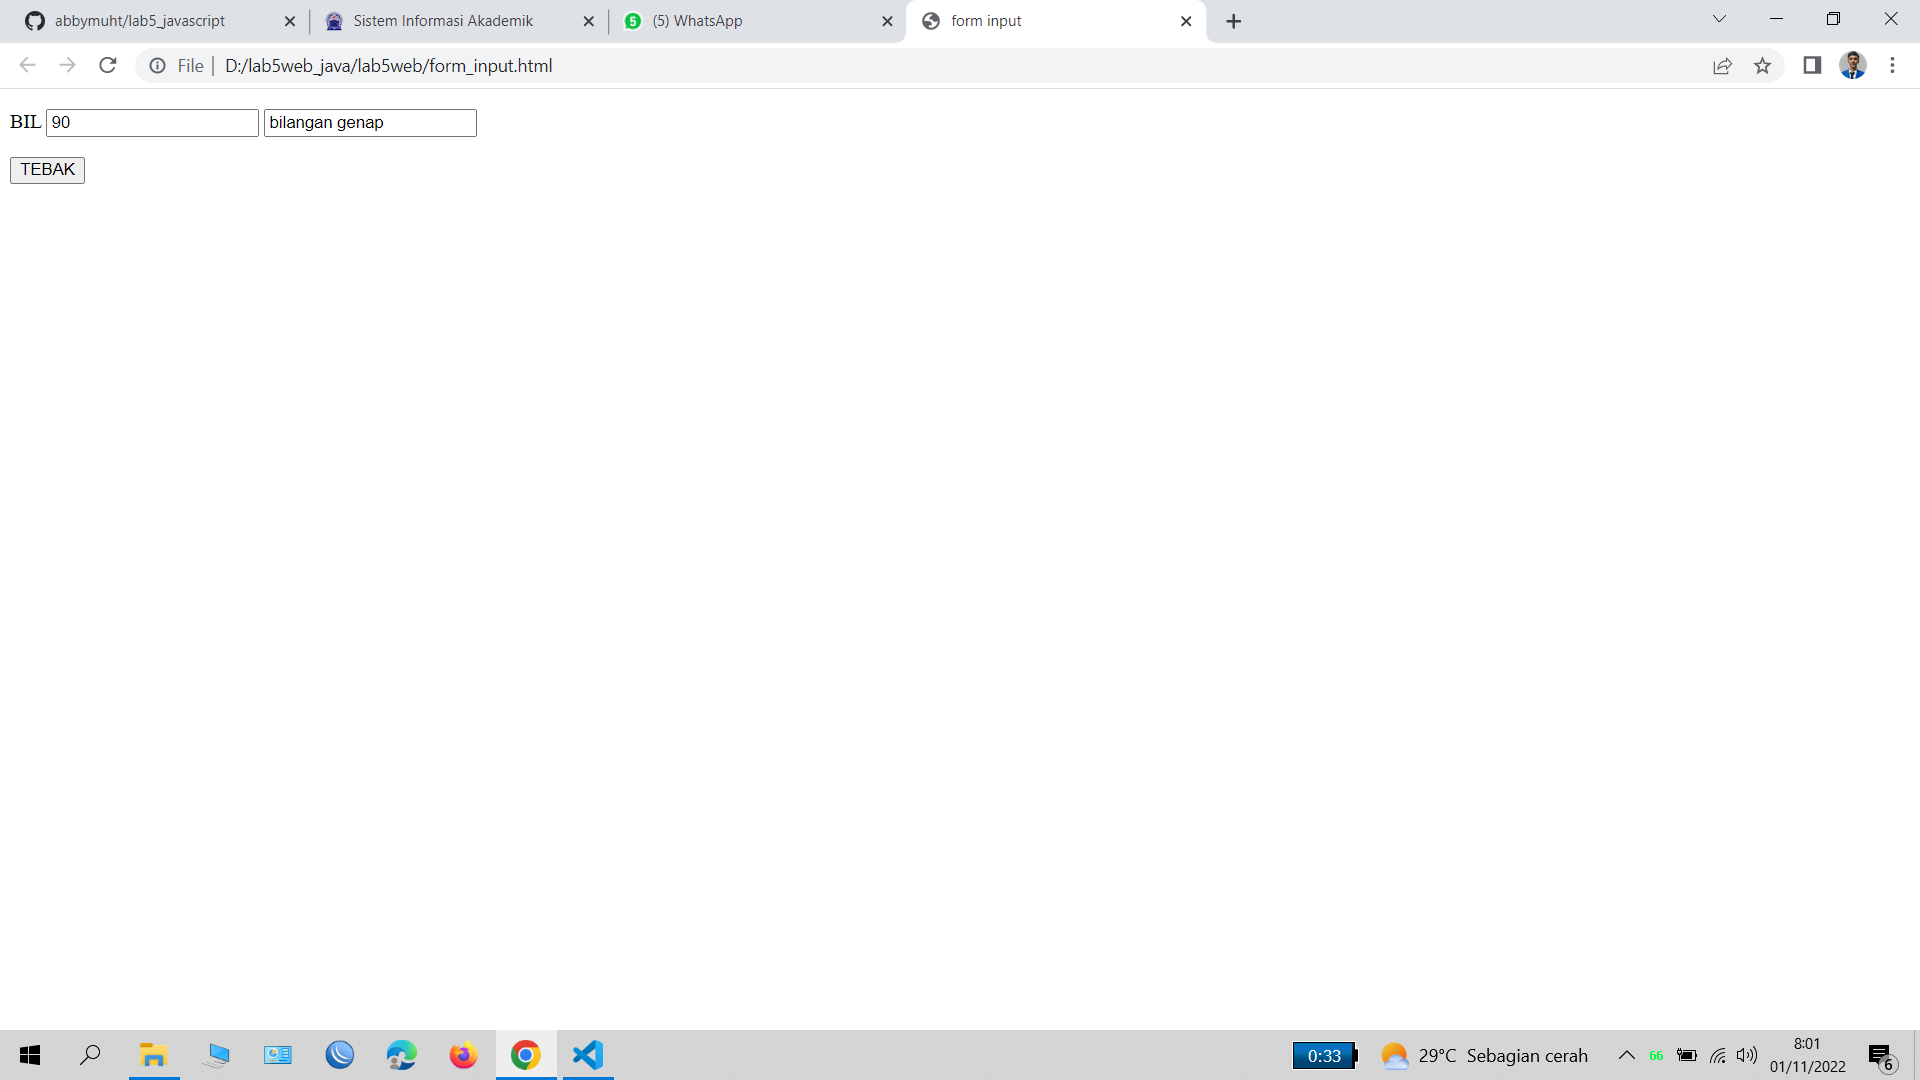 abbymuht/lab5_javascript
Sistem Informasi Akademik
5 (5) WhatsApp
form input
File D:/lab5web_java/lab5web/form_input.html
BIL 90 bilangan genap
TEBAK
0:33 29°C Sebagian cerah 66 8:01
01/11/2022 6